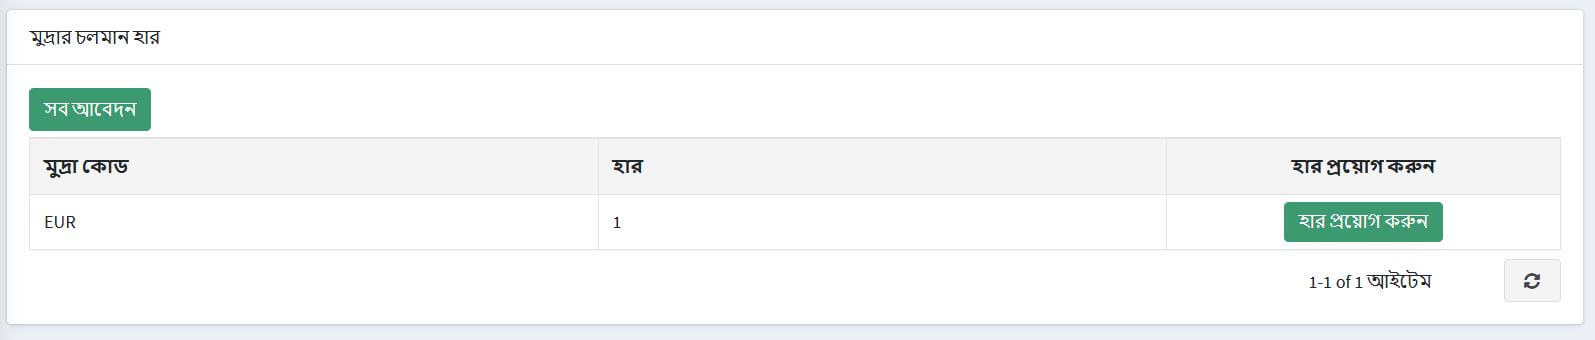 মুদ্রার চলমান হার
সব আবেদন
মুদ্রা কোড হার হার প্রয়োগ করুন
EUR 1 হার প্রয়োগ করুন
1-1 of 1 আইটেম